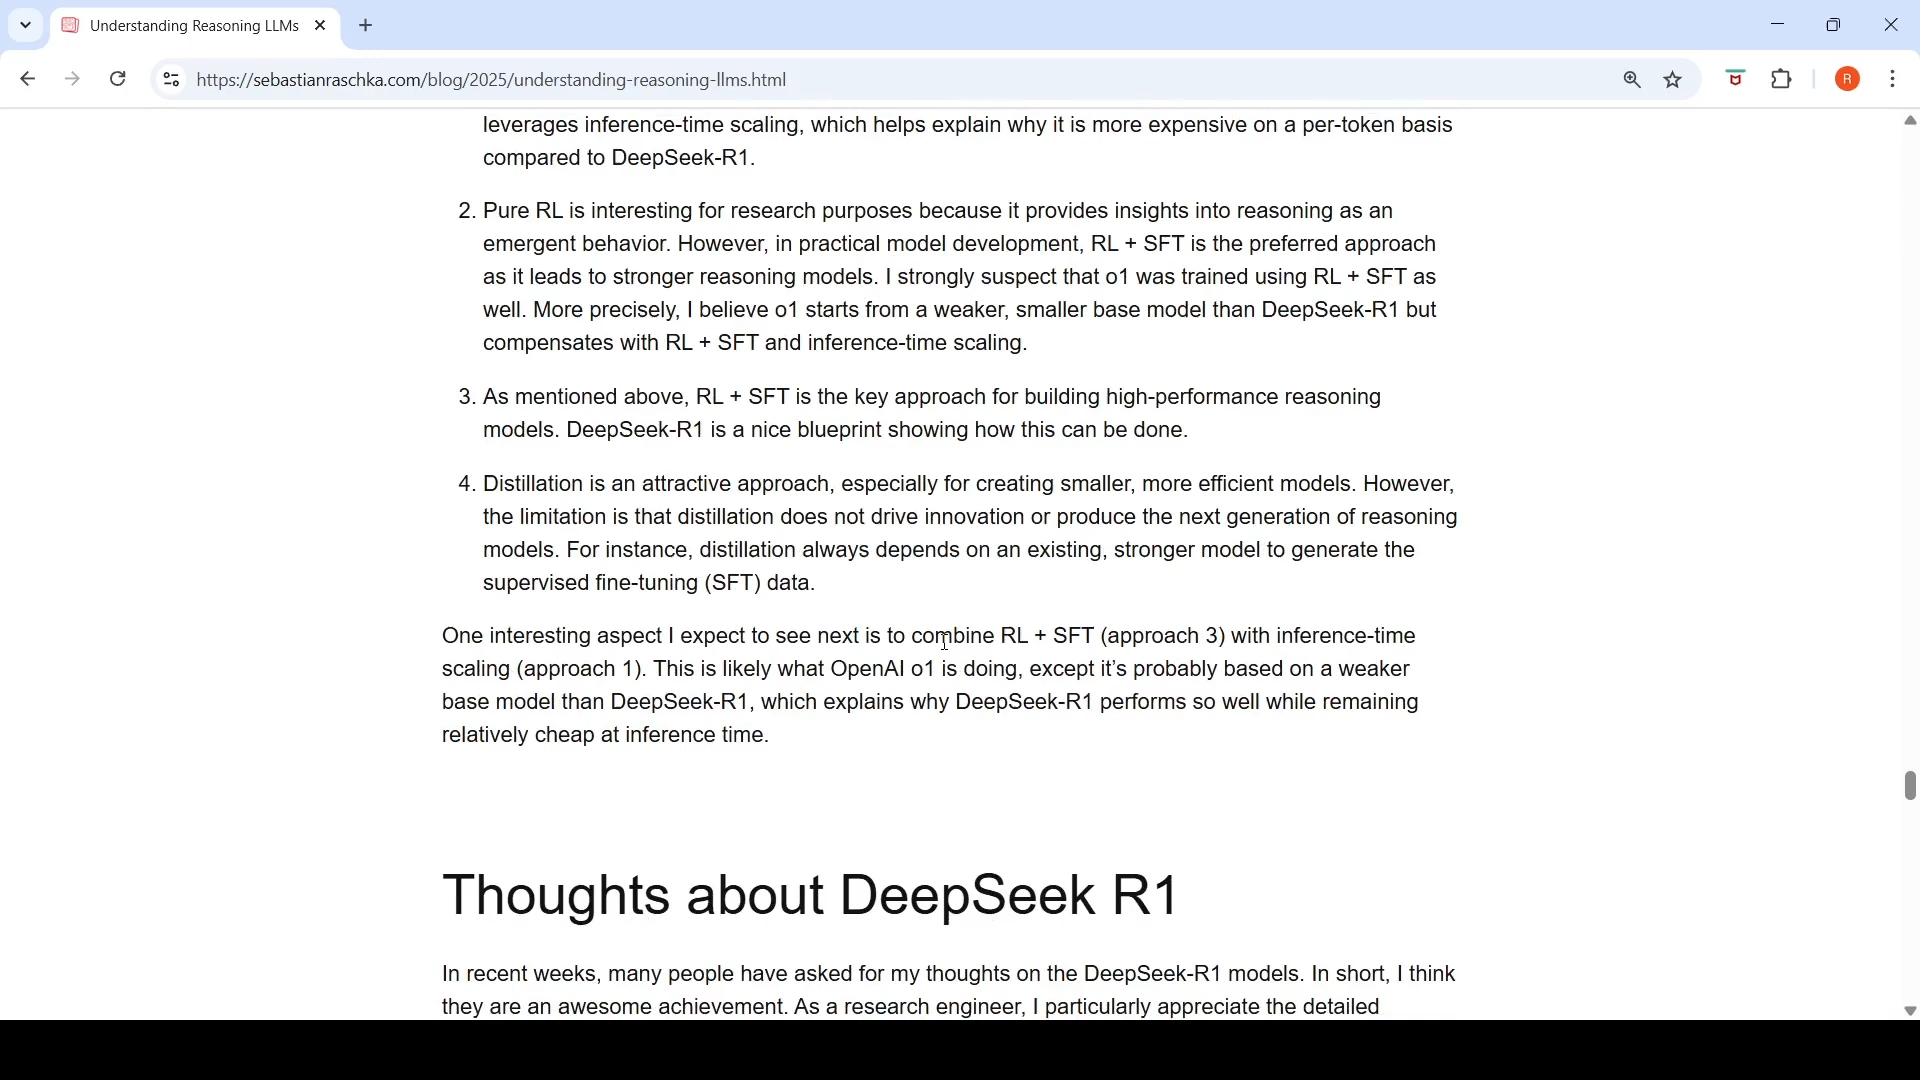 Understanding Reasoning LLMs
https://sebastianraschka.com/blog/2025/understanding-reasoning-llms.html
R
leverages inference-time scaling, which helps explain why it is more expensive on a per-token basis
compared to DeepSeek-R1.
2. Pure RL is interesting for research purposes because it provides insights into reasoning as an
emergent behavior. However, in practical model development, RL + SFT is the preferred approach
as it leads to stronger reasoning models. I strongly suspect that o1 was trained using RL + SFT as
well. More precisely, I believe o1 starts from a weaker, smaller base model than DeepSeek-R1 but
compensates with RL + SFT and inference-time scaling.
3. As mentioned above, RL + SFT is the key approach for building high-performance reasoning
models. DeepSeek-R1 is a nice blueprint showing how this can be done.
4. Distillation is an attractive approach, especially for creating smaller, more efficient models. However,
the limitation is that distillation does not drive innovation or produce the next generation of reasoning
models. For instance, distillation always depends on an existing, stronger model to generate the
supervised fine-tuning (SFT) data.
One interesting aspect I expect to see next is to combine RL + SFT (approach 3) with inference-time
scaling (approach 1). This is likely what OpenAI o1 is doing, except it’s probably based on a weaker
base model than DeepSeek-R1, which explains why DeepSeek-R1 performs so well while remaining
relatively cheap at inference time.
Thoughts about DeepSeek R1
In recent weeks, many people have asked for my thoughts on the DeepSeek-R1 models. In short, I think
they are an awesome achievement. As a research engineer, I particularly appreciate the detailed